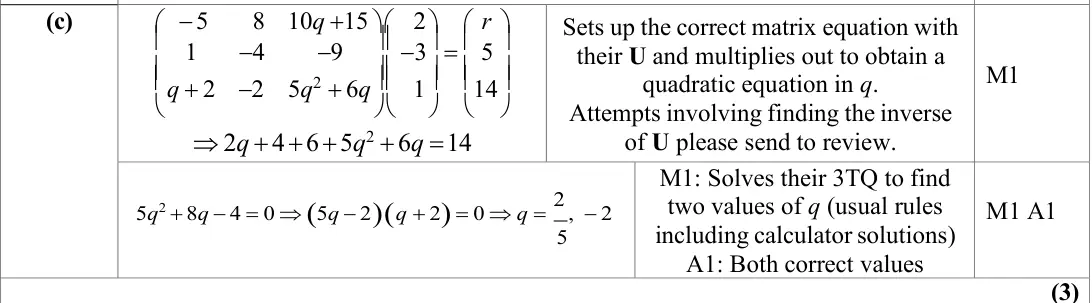 (c)
( −5 8 10q +15 ) ( 2 ) ( r )
( 1 −4 −9 ) ( −3 ) = ( 5 )
( q + 2 −2 5q² + 6q ) ( 1 ) ( 14 )
⇒ 2q + 4 + 6 + 5q² + 6q = 14
Sets up the correct matrix equation with
their U and multiplies out to obtain a
quadratic equation in q.
Attempts involving finding the inverse
of U please send to review.
M1
5q² + 8q − 4 = 0 ⇒ (5q − 2)(q + 2) = 0 ⇒ q = 2/5, − 2
M1: Solves their 3TQ to find
two values of q (usual rules
including calculator solutions)
A1: Both correct values
M1 A1
(3)